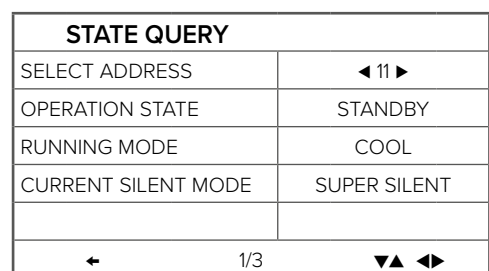 STATE QUERY
SELECT ADDRESS ◀ 11 ▶
OPERATION STATE STANDBY
RUNNING MODE COOL
CURRENT SILENT MODE SUPER SILENT
← 1/3 ▼▲ ◀▶